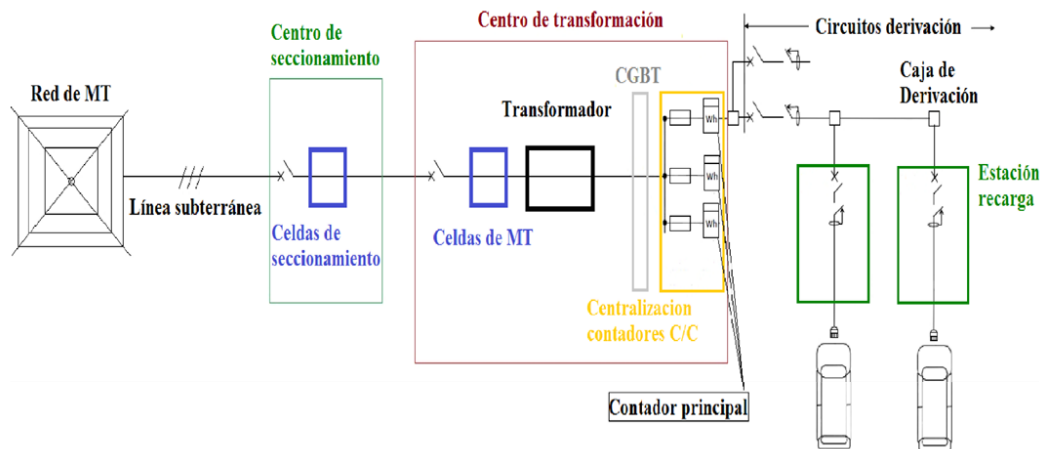 Centro de transformación
Circuitos derivación
Centro de
seccionamiento
Red de MT
CGBT
Caja de
Derivación
Transformador
Wh
Wh
Wh
Línea subterránea
Celdas de
seccionamiento
Celdas de MT
Estación
recarga
Centralizacion
contadores C/C
Contador principal